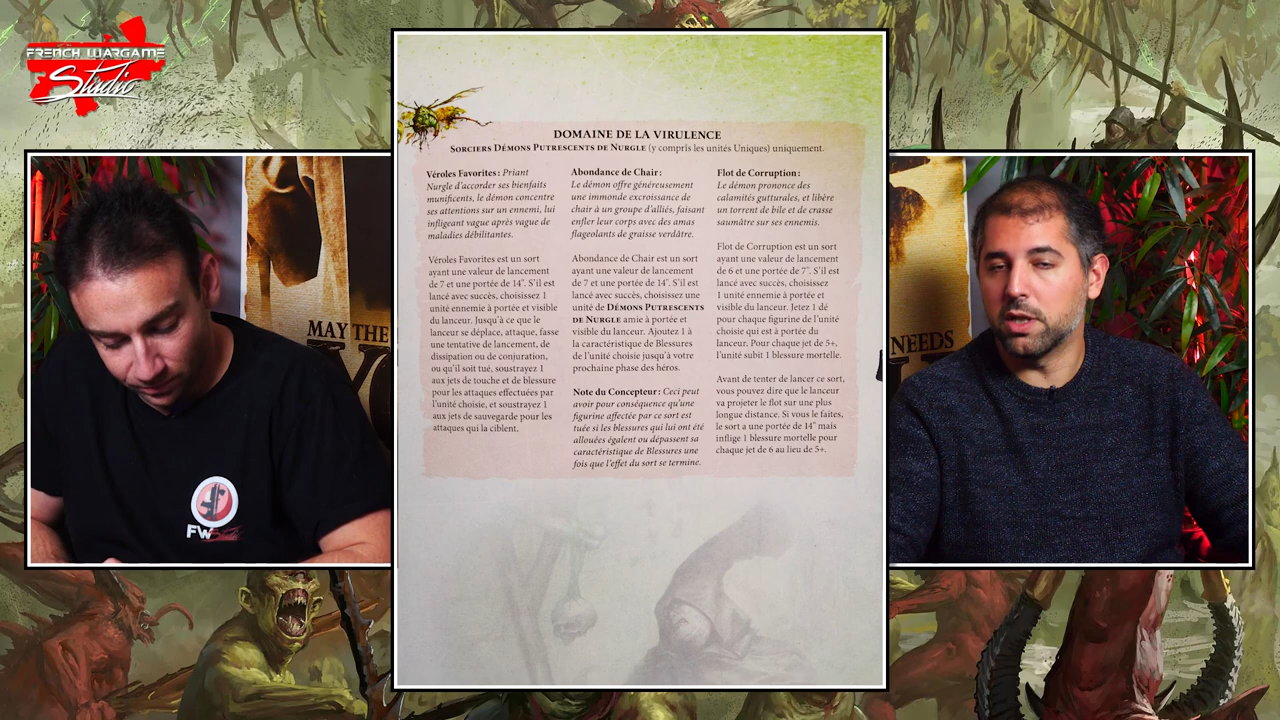 FRENCH WARGAME
Studio
MAY THE
NEEDS
FW Studio
DOMAINE DE LA VIRULENCE
SORCIERS DÉMONS PUTRESCENTS DE NURGLE (y compris les unités Uniques) uniquement.
Véroles Favorites : Priant
Nurgle d'accorder ses bienfaits
munificents, le démon concentre
ses attentions sur un ennemi, lui
infligeant vague après vague de
maladies débilitantes.
Véroles Favorites est un sort
ayant une valeur de lancement
de 7 et une portée de 14". S'il est
lancé avec succès, choisissez 1
unité ennemie à portée et visible
du lanceur. Jusqu'à ce que le
lanceur se déplace, attaque, fasse
une tentative de lancement, de
dissipation ou de conjuration,
ou qu'il soit tué, soustrayez 1
aux jets de touche et de blessure
pour les attaques effectuées par
l'unité choisie, et soustrayez 1
aux jets de sauvegarde pour les
attaques qui la ciblent.
Abondance de Chair :
Le démon offre généreusement
une immonde excroissance de
chair à un groupe d'alliés, faisant
enfler leur corps avec des amas
flageolants de graisse verdâtre.
Abondance de Chair est un sort
ayant une valeur de lancement
de 7 et une portée de 14". S'il est
lancé avec succès, choisissez une
unité de DÉMONS PUTRESCENTS
DE NURGLE amie à portée et
visible du lanceur. Ajoutez 1 à
la caractéristique de Blessures
de l'unité choisie jusqu'à votre
prochaine phase des héros.
Note du Concepteur : Ceci peut
avoir pour conséquence qu'une
figurine affectée par ce sort est
tuée si les blessures qui lui ont été
allouées égalent ou dépassent sa
caractéristique de Blessures une
fois que l'effet du sort se termine.
Flot de Corruption :
Le démon prononce des
calamités gutturales, et libère
un torrent de bile et de crasse
saumâtre sur ses ennemis.
Flot de Corruption est un sort
ayant une valeur de lancement
de 6 et une portée de 7". S'il est
lancé avec succès, choisissez
1 unité ennemie à portée et
visible du lanceur. Jetez 1 dé
pour chaque figurine de l'unité
choisie qui est à portée du
lanceur. Pour chaque jet de 5+,
l'unité subit 1 blessure mortelle.
Avant de tenter de lancer ce sort,
vous pouvez dire que le lanceur
va projeter le flot sur une plus
longue distance. Si vous le faites,
le sort a une portée de 14" mais
inflige 1 blessure mortelle pour
chaque jet de 6 au lieu de 5+.